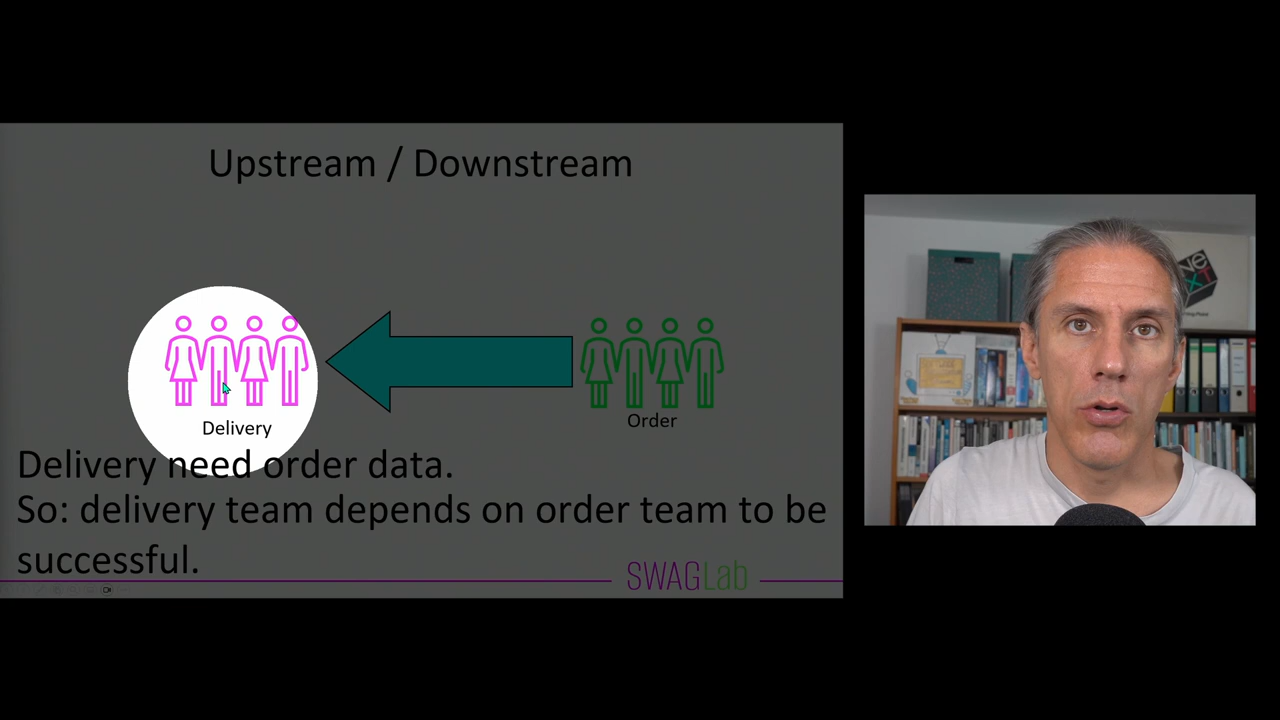 Upstream / Downstream
Delivery
Order
Delivery need order data.
So: delivery team depends on order team to be
successful.
SWAGLab